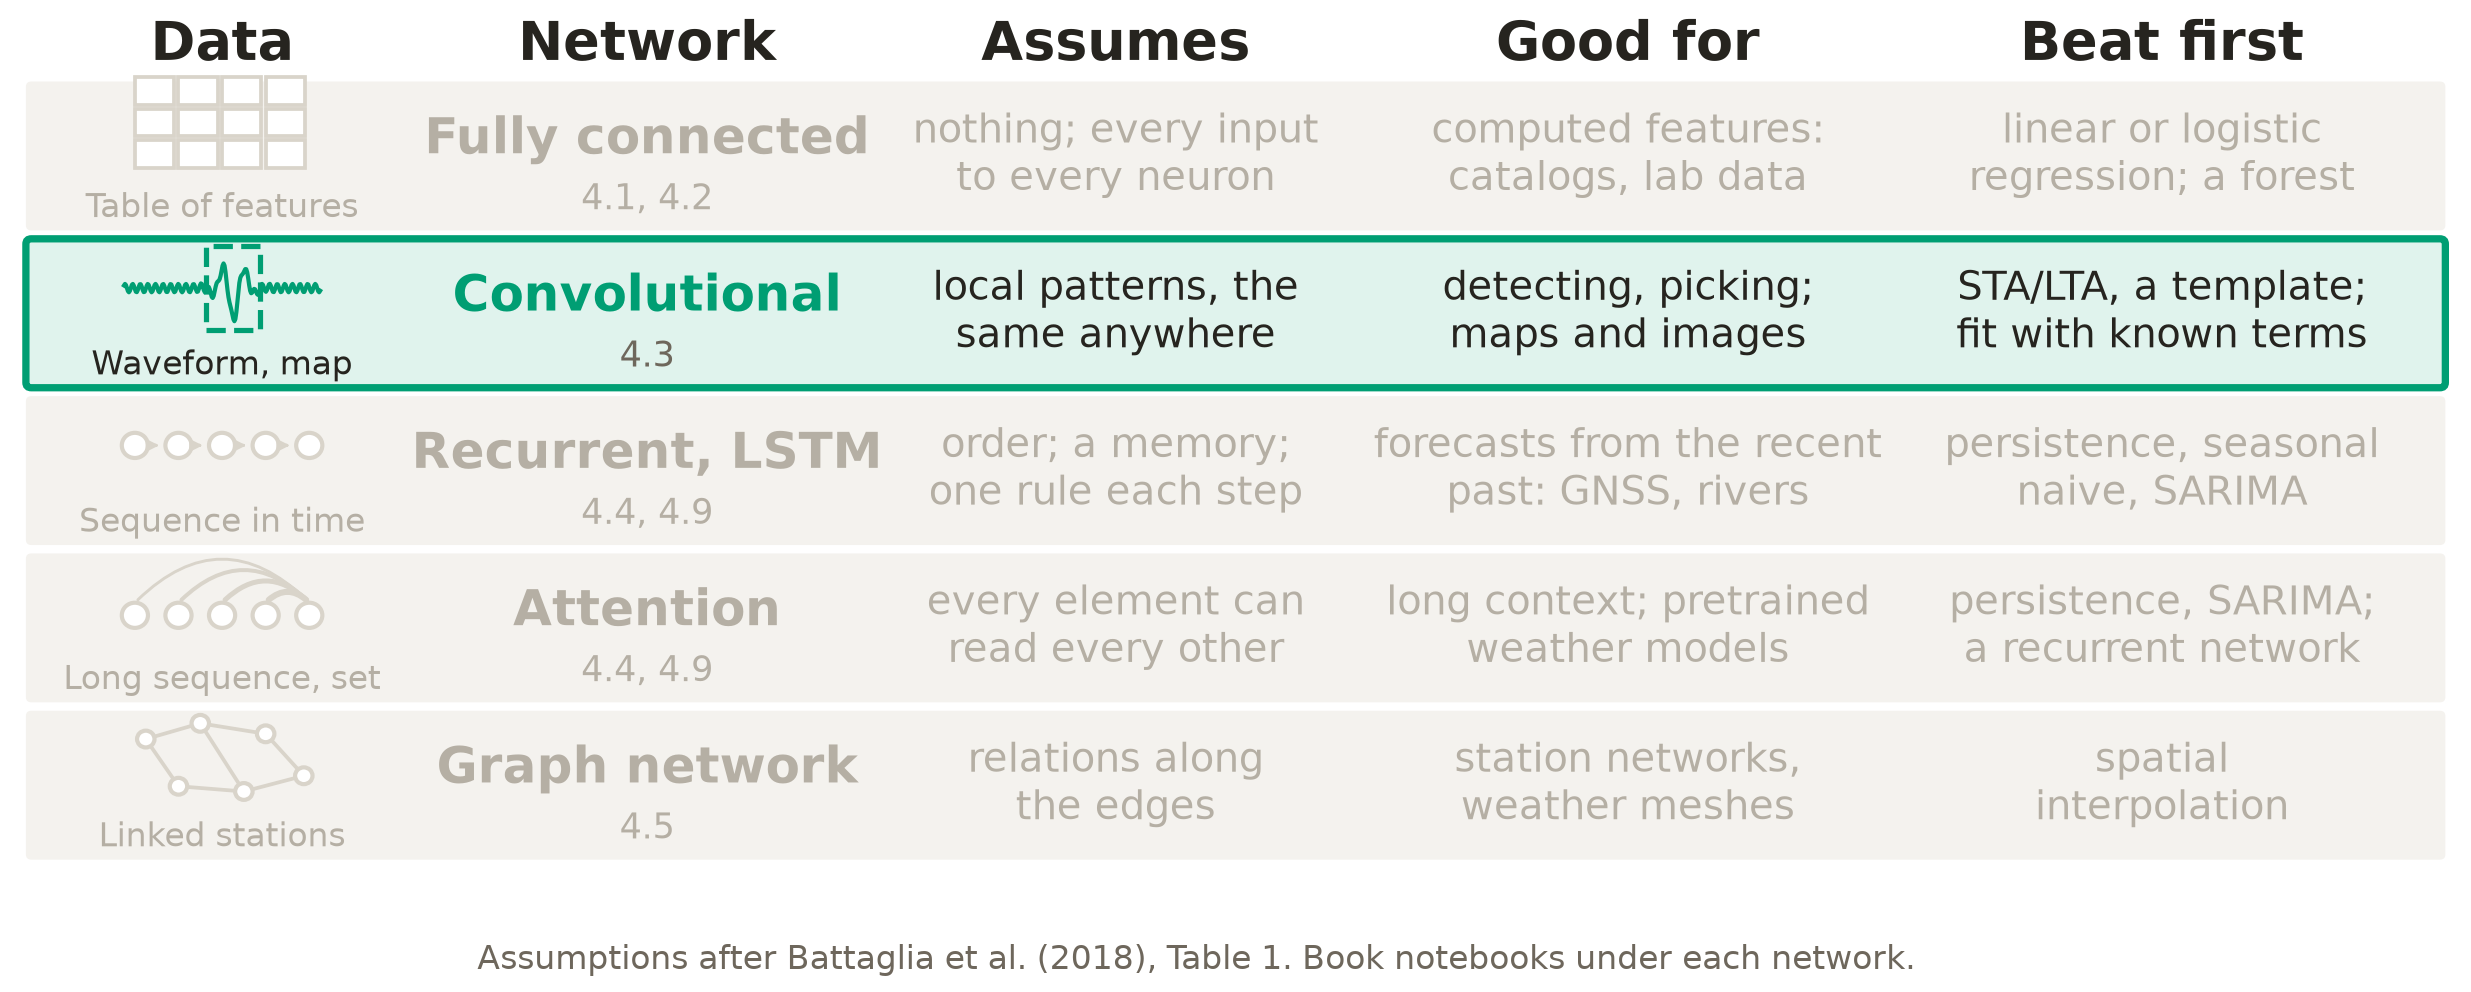 Data Network Assumes Good for Beat first
Table of features
Fully connected
4.1, 4.2
nothing; every input
to every neuron
computed features:
catalogs, lab data
linear or logistic
regression; a forest
Waveform, map
Convolutional
4.3
local patterns, the
same anywhere
detecting, picking;
maps and images
STA/LTA, a template;
fit with known terms
Sequence in time
Recurrent, LSTM
4.4, 4.9
order; a memory;
one rule each step
forecasts from the recent
past: GNSS, rivers
persistence, seasonal
naive, SARIMA
Long sequence, set
Attention
4.4, 4.9
every element can
read every other
long context; pretrained
weather models
persistence, SARIMA;
a recurrent network
Linked stations
Graph network
4.5
relations along
the edges
station networks,
weather meshes
spatial
interpolation
Assumptions after Battaglia et al. (2018), Table 1. Book notebooks under each network.